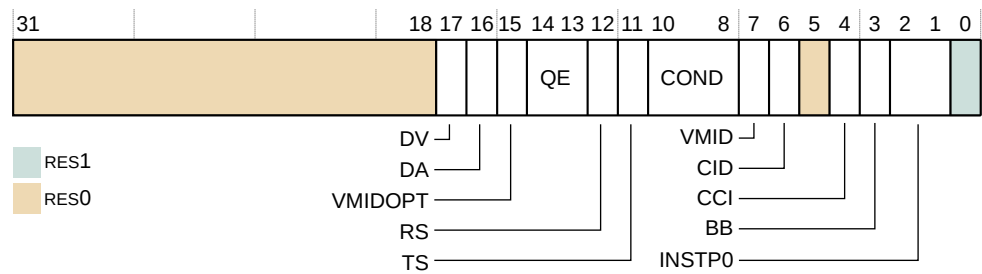 31 18 17 16 15 14 13 12 11 10 8 7 6 5 4 3 2 1 0
QE COND
DV
DA
VMIDOPT
RS
TS
VMID
CID
CCI
BB
INSTP0
RES1
RES0